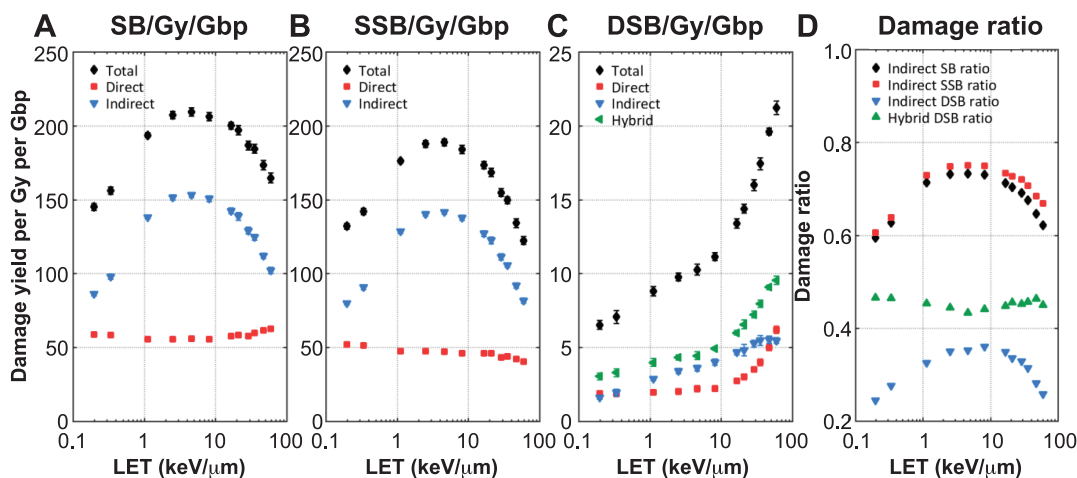 A SB/Gy/Gbp
B SSB/Gy/Gbp
C DSB/Gy/Gbp
D Damage ratio
Damage yield per Gy per Gbp
250
200
150
100
50
0
Total
Direct
Indirect
0.1 1 10 100
LET (keV/μm)
250
200
150
100
50
0
Total
Direct
Indirect
0.1 1 10 100
LET (keV/μm)
25
20
15
10
5
0
Total
Direct
Indirect
Hybrid
0.1 1 10 100
LET (keV/μm)
Damage ratio
1.0
0.8
0.6
0.4
0.2
Indirect SB ratio
Indirect SSB ratio
Indirect DSB ratio
Hybrid DSB ratio
0.1 1 10 100
LET (keV/μm)